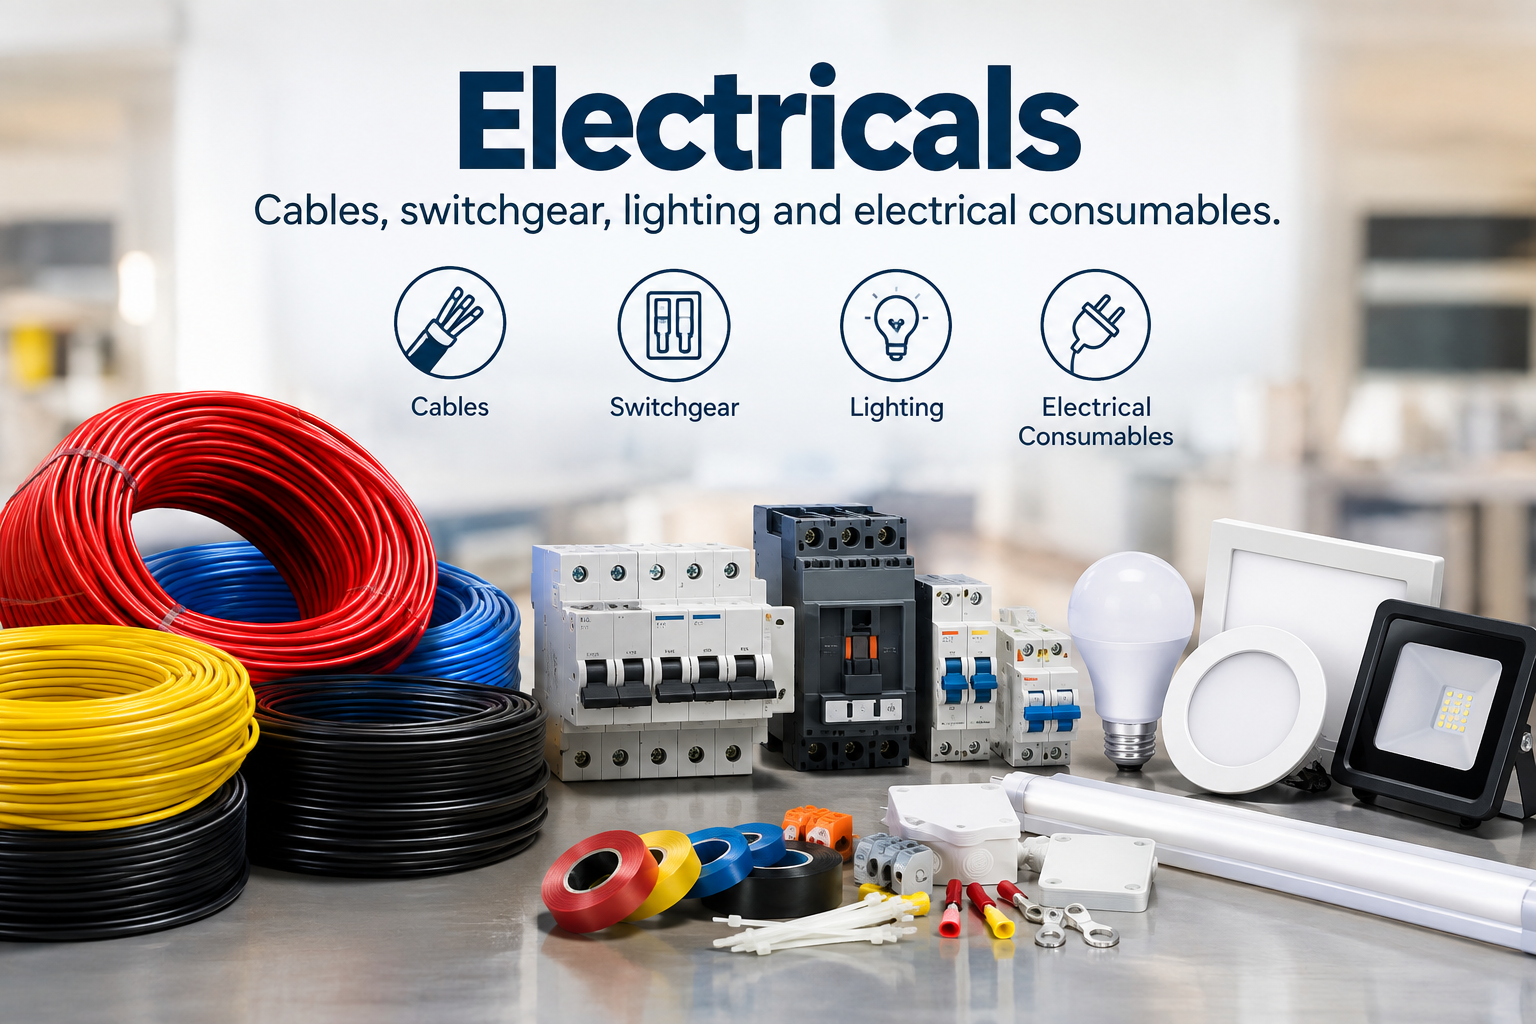 Electricals
Cables, switchgear, lighting and electrical consumables.
Cables
Switchgear
Lighting
Electrical
Consumables